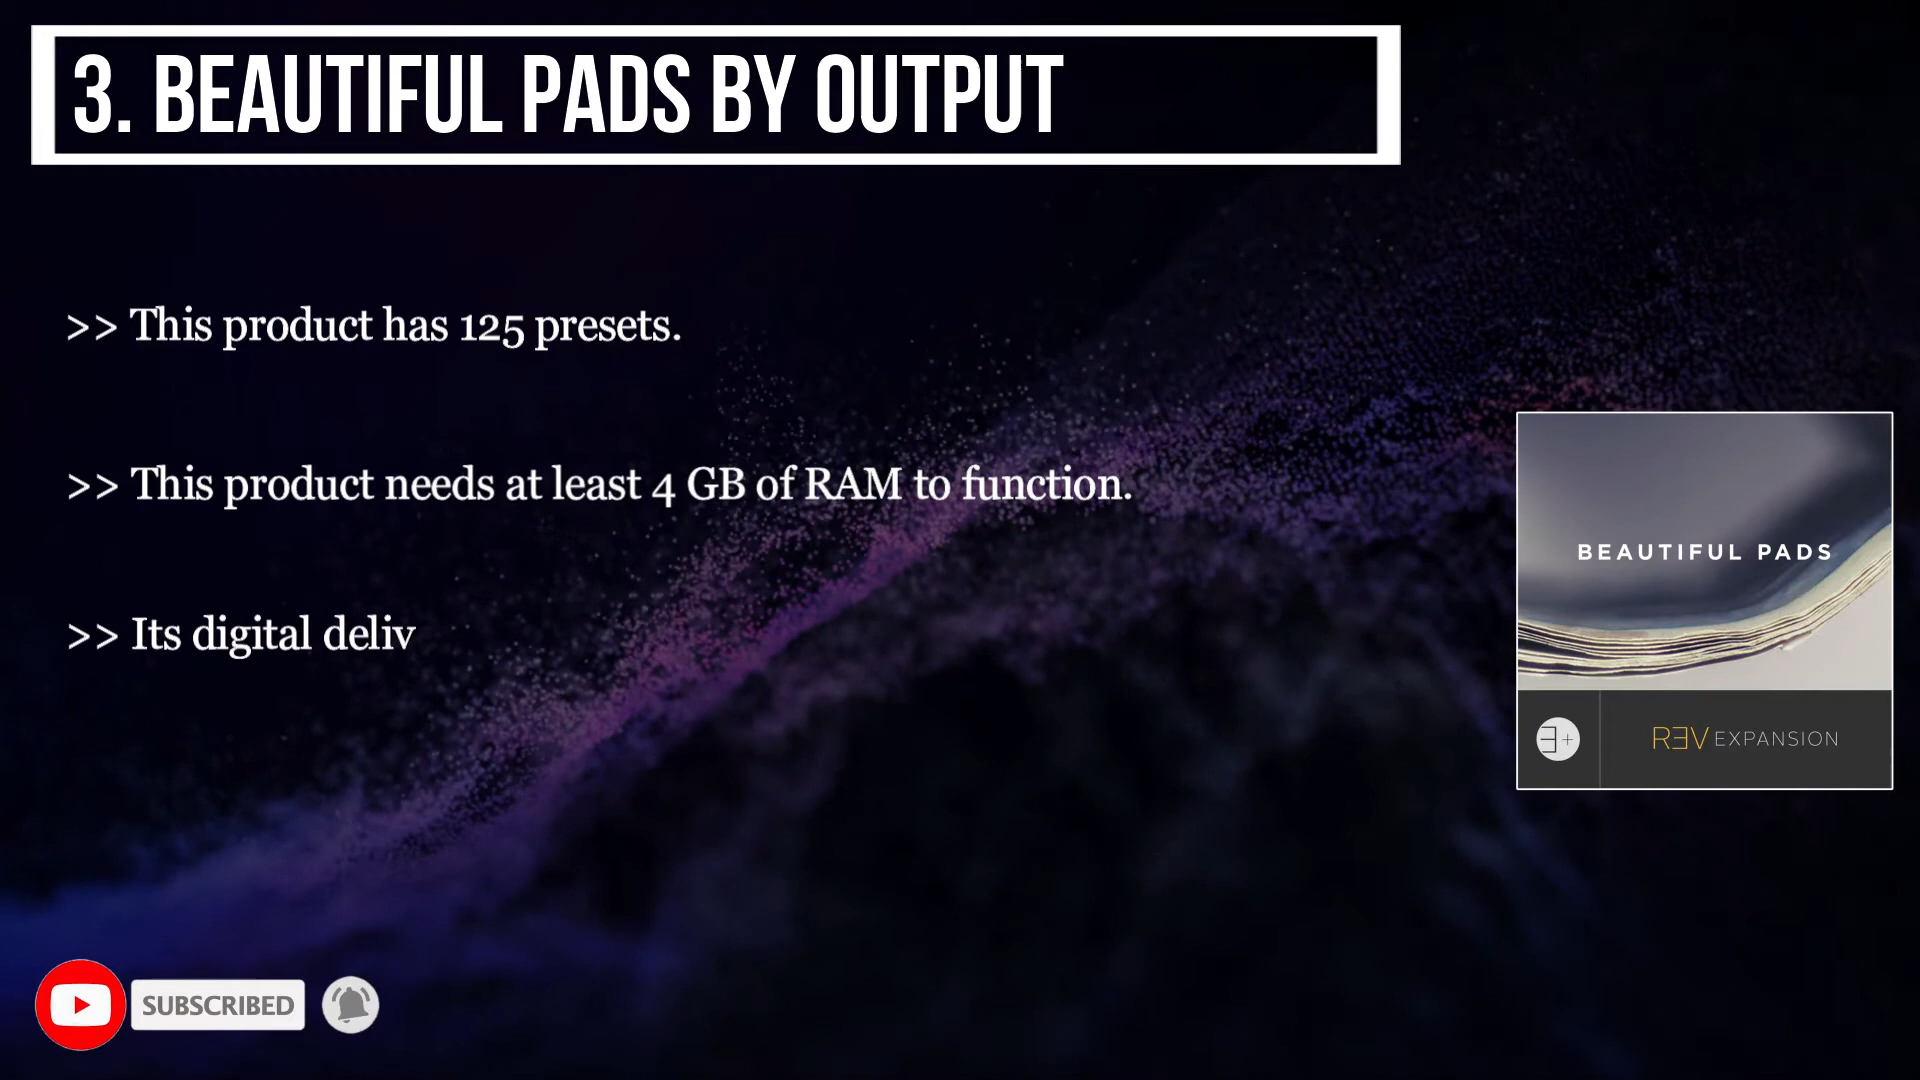 3. BEAUTIFUL PADS BY OUTPUT
>> This product has 125 presets.
>> This product needs at least 4 GB of RAM to function.
>> Its digital deliv
BEAUTIFUL PADS
E+ REV EXPANSION
SUBSCRIBED